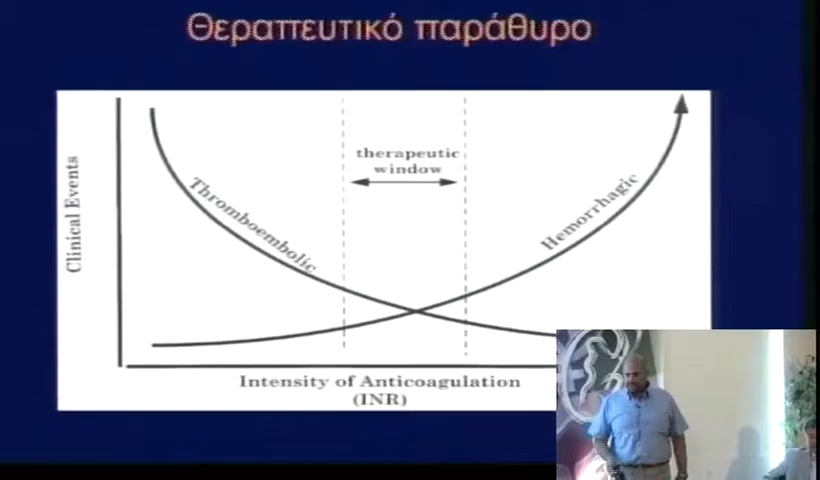 Θεραπευτικό παράθυρο
therapeutic
window
Thromboembolic
Hemorrhagic
Clinical Events
Intensity of Anticoagulation
(INR)